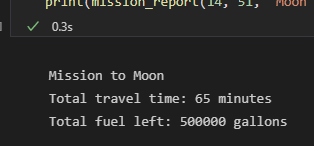 print(mission_report(14, 51, "Moon
0.3s
Mission to Moon
Total travel time: 65 minutes
Total fuel left: 500000 gallons